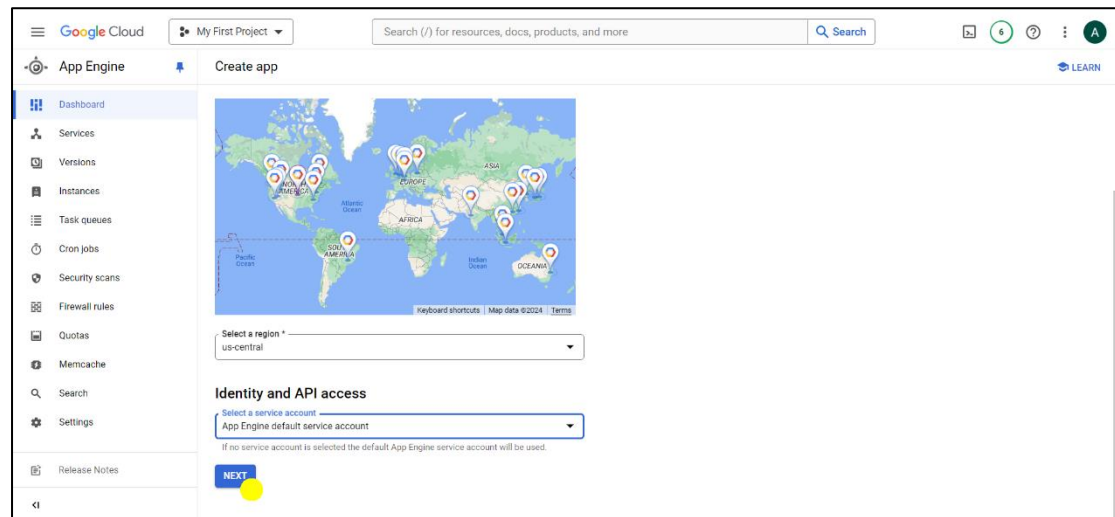 Google Cloud
My First Project
Search (/) for resources, docs, products, and more
Search
6
A
App Engine
Create app
LEARN
Dashboard
Services
Versions
Instances
Task queues
Cron jobs
Security scans
Firewall rules
Quotas
Memcache
Search
Settings
Release Notes
NORTH
AMERICA
Atlantic
Ocean
EUROPE
ASIA
AFRICA
Pacific
Ocean
SOUTH
AMERICA
Indian
Ocean
OCEANIA
Keyboard shortcuts
Map data ©2024
Terms
Select a region *
us-central
Identity and API access
Select a service account
App Engine default service account
If no service account is selected the default App Engine service account will be used.
NEXT